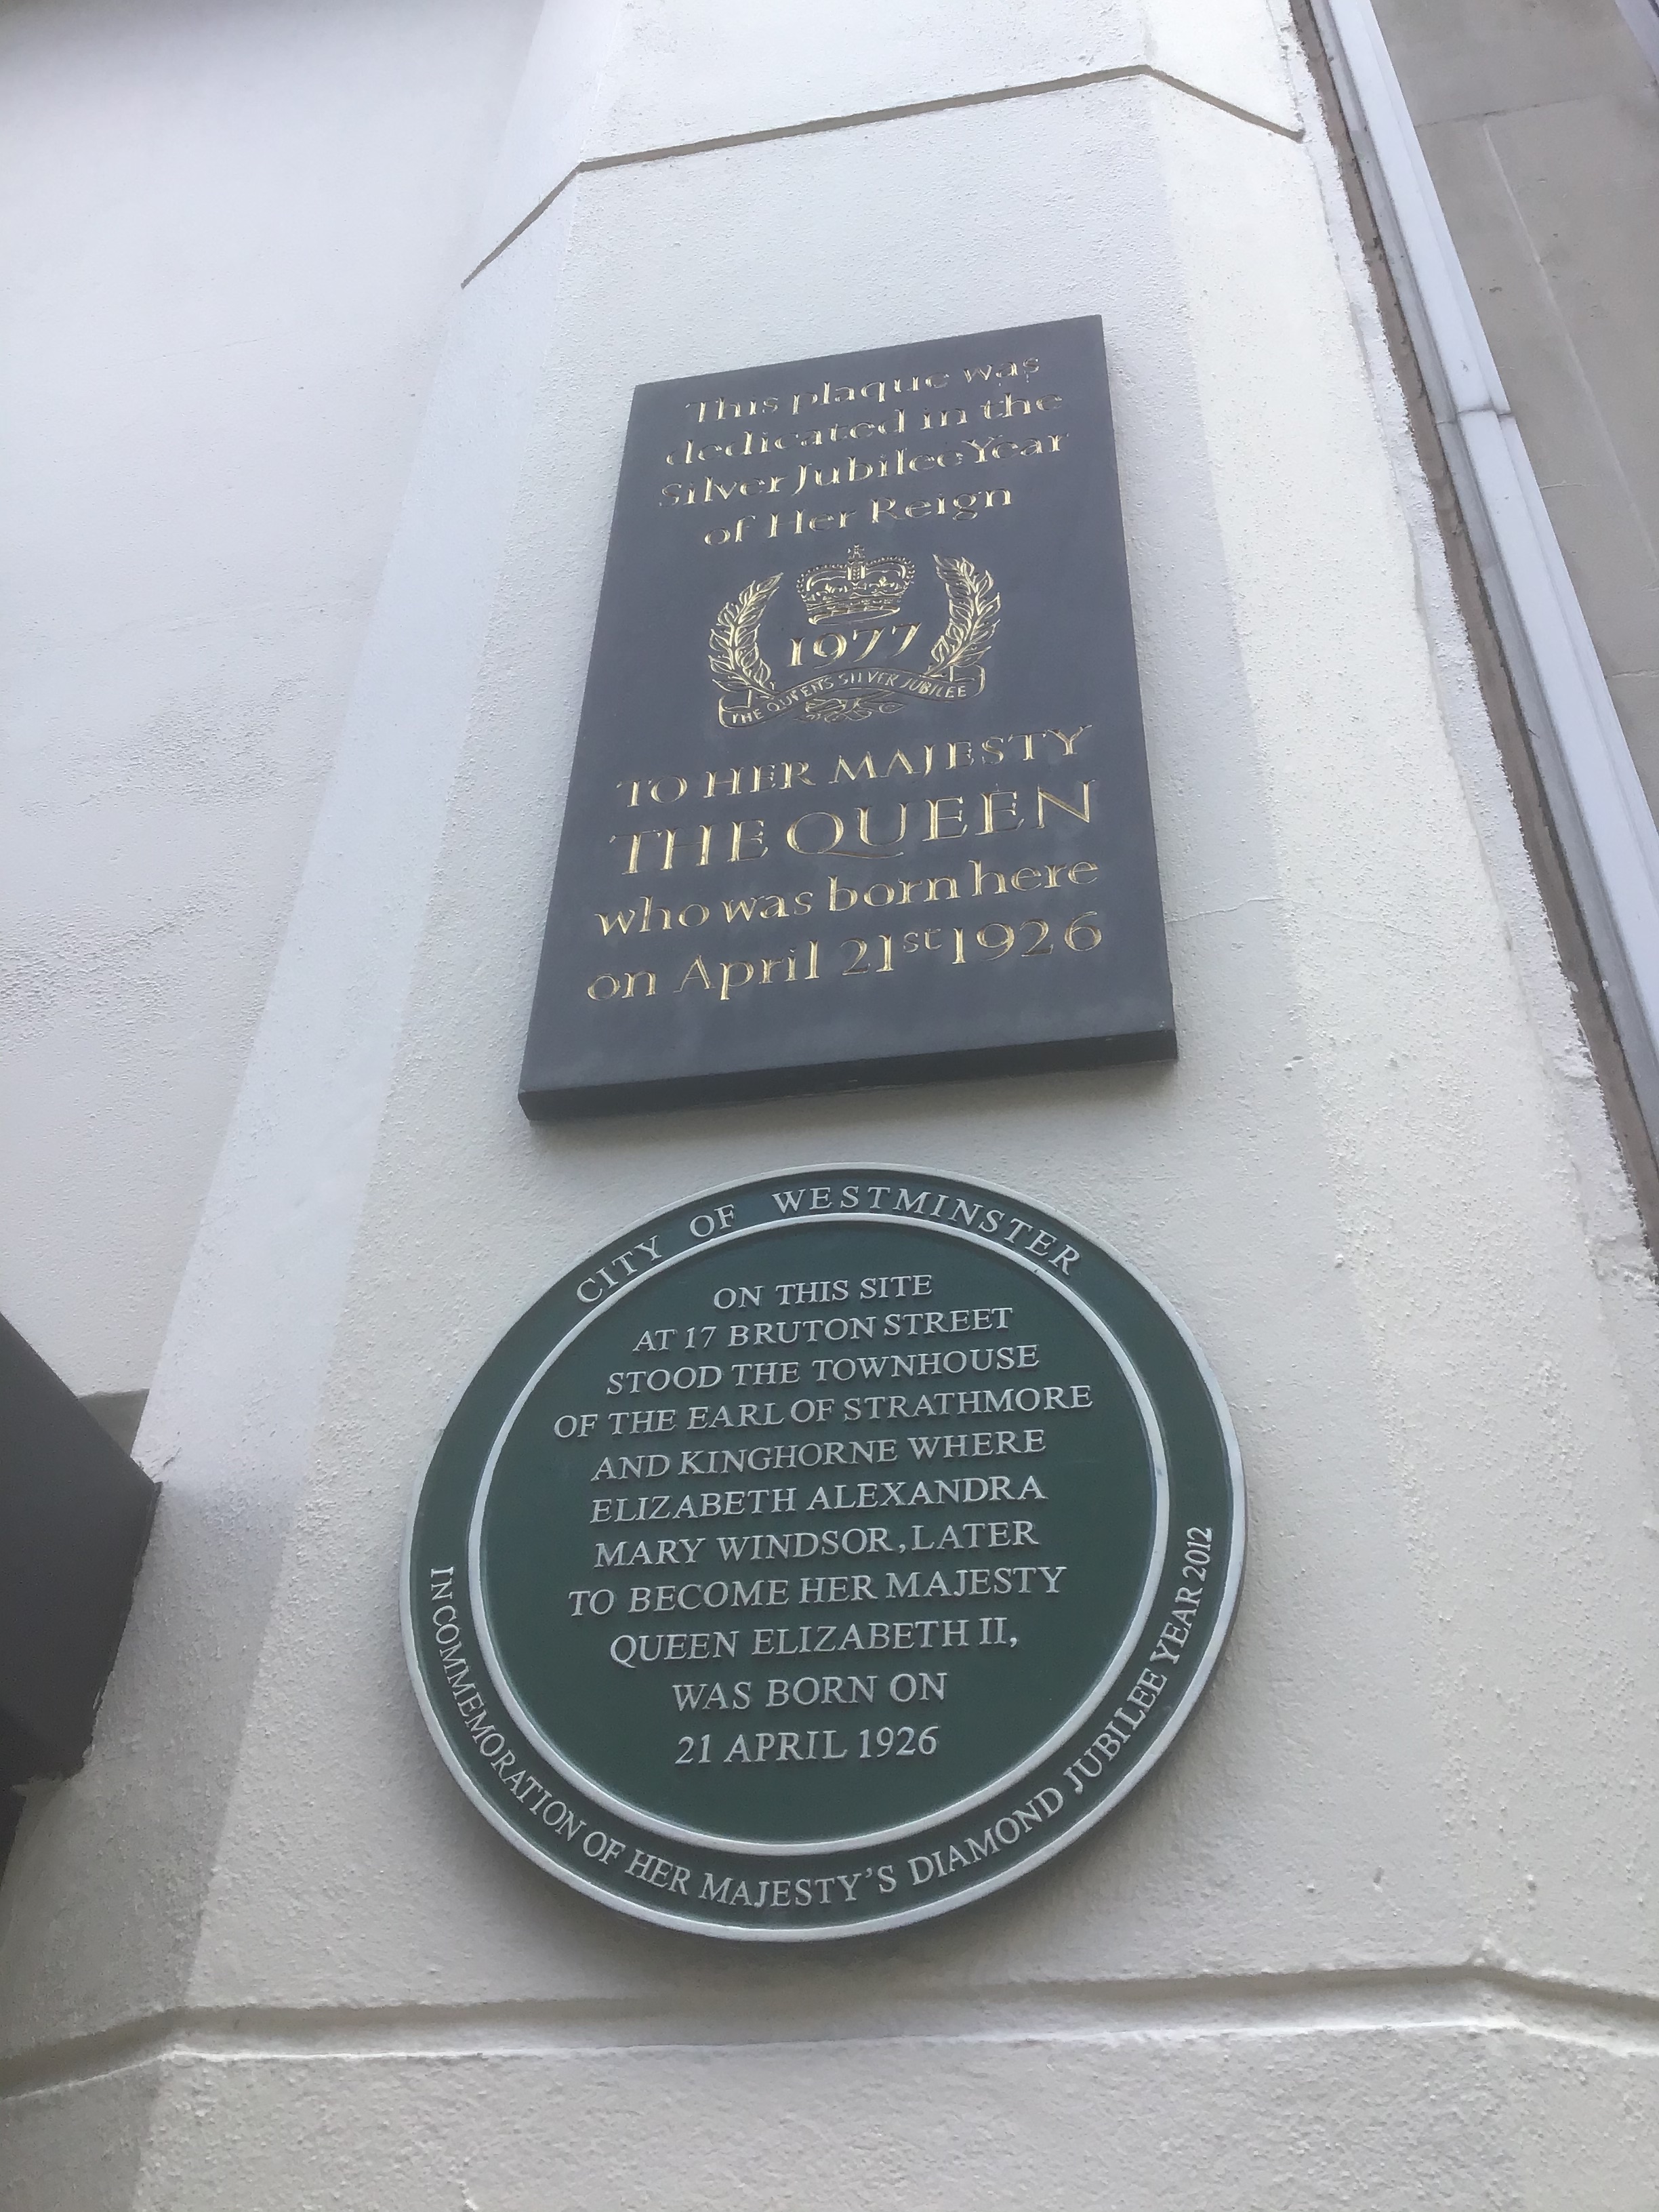 This plaque was
dedicated in the
Silver Jubilee Year
of Her Reign
1977
THE QUEEN'S SILVER JUBILEE
TO HER MAJESTY
THE QUEEN
who was born here
on April 21st 1926
CITY OF WESTMINSTER
ON THIS SITE
AT 17 BRUTON STREET
STOOD THE TOWNHOUSE
OF THE EARL OF STRATHMORE
AND KINGHORNE WHERE
ELIZABETH ALEXANDRA
MARY WINDSOR, LATER
TO BECOME HER MAJESTY
QUEEN ELIZABETH II,
WAS BORN ON
21 APRIL 1926
IN COMMEMORATION OF HER MAJESTY'S DIAMOND JUBILEE YEAR 2012